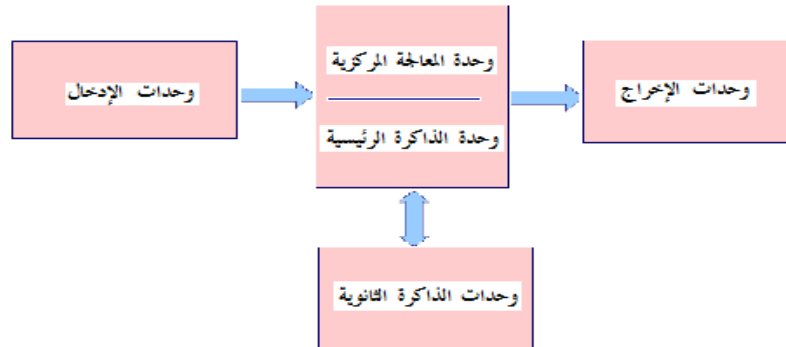 وحدات الإدخال
وحدة المعالجة المركزية
وحدة الذاكرة الرئيسية
وحدات الإخراج
وحدات الذاكرة الثانوية